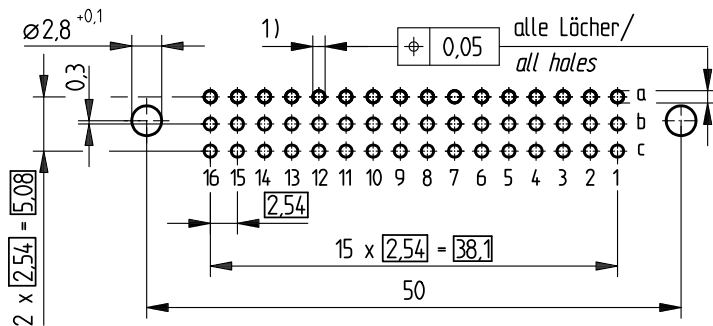 ⌀2,8 +0,1
1)
⌖ 0,05
alle Löcher/
all holes
0,3
a
b
c
16 15 14 13 12 11 10 9 8 7 6 5 4 3 2 1
2,54
2 x 2,54 = 5,08
15 x 2,54 = 38,1
50